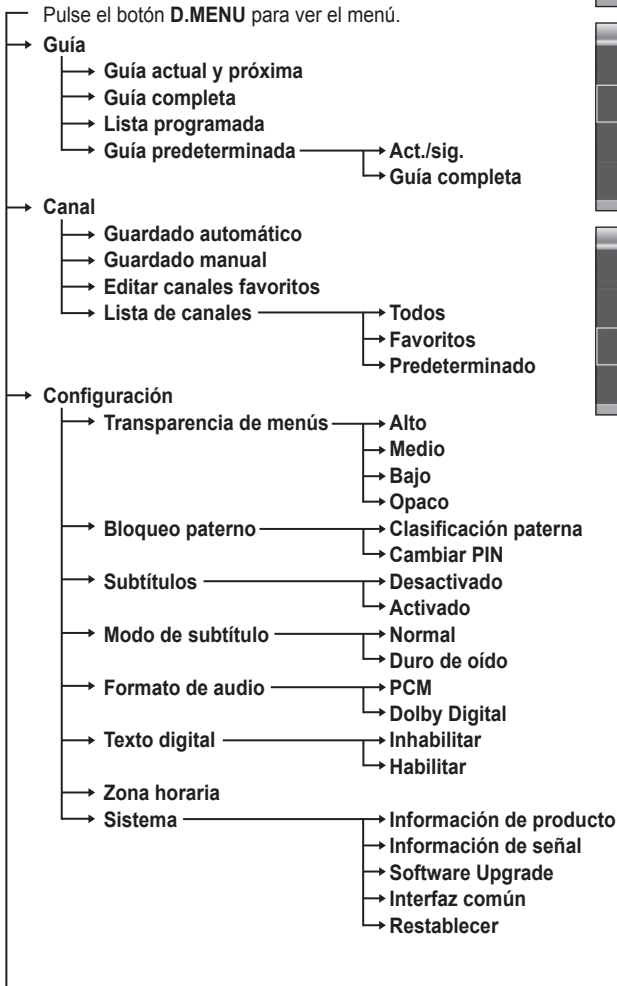 Pulse el botón D.MENU para ver el menú.
Guía
Guía actual y próxima
Guía completa
Lista programada
Guía predeterminada Act./sig.
Guía completa
Canal
Guardado automático
Guardado manual
Editar canales favoritos
Lista de canales Todos
Favoritos
Predeterminado
Configuración
Transparencia de menús Alto
Medio
Bajo
Opaco
Bloqueo paterno Clasificación paterna
Cambiar PIN
Subtítulos Desactivado
Activado
Modo de subtítulo Normal
Duro de oído
Formato de audio PCM
Dolby Digital
Texto digital Inhabilitar
Habilitar
Zona horaria
Sistema Información de producto
Información de señal
Software Upgrade
Interfaz común
Restablecer